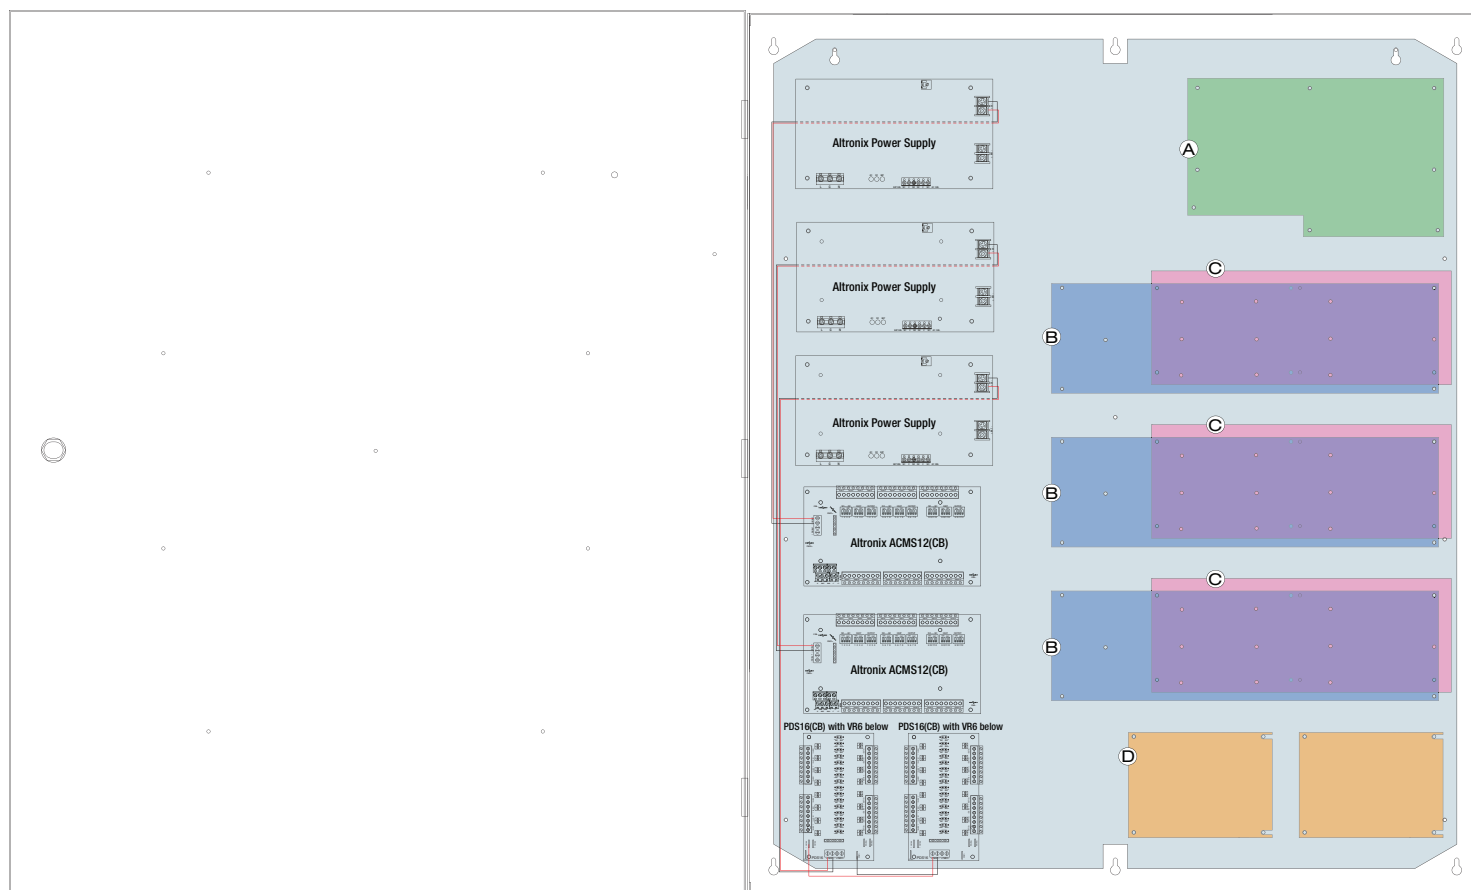 Altronix Power Supply
A
Altronix Power Supply
C
B
Altronix Power Supply
C
B
Altronix ACMS12(CB)
C
B
Altronix ACMS12(CB)
PDS16(CB) with VR6 below PDS16(CB) with VR6 below
D